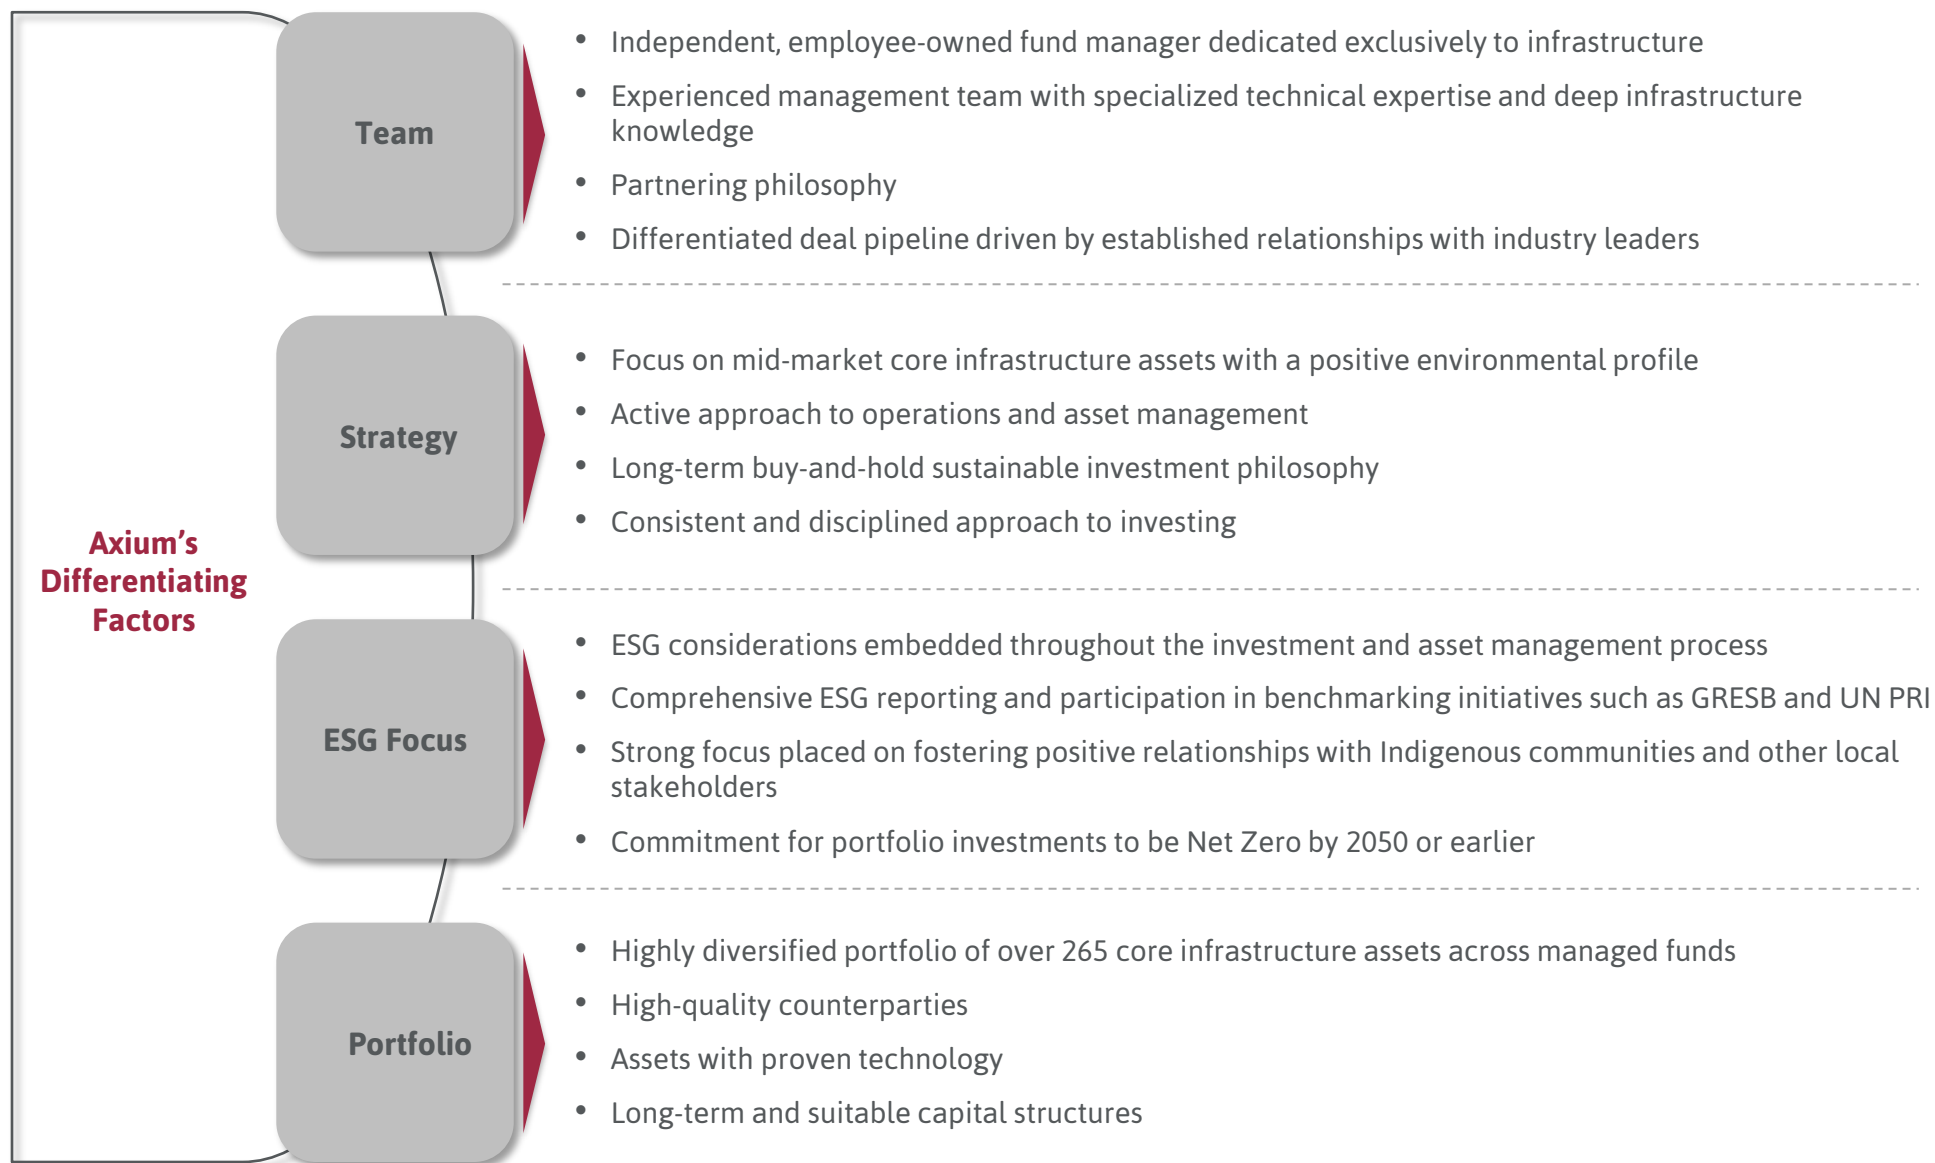 Axium’s
Differentiating
Factors
Team
• Independent, employee-owned fund manager dedicated exclusively to infrastructure
• Experienced management team with specialized technical expertise and deep infrastructure
knowledge
• Partnering philosophy
• Differentiated deal pipeline driven by established relationships with industry leaders
Strategy
• Focus on mid-market core infrastructure assets with a positive environmental profile
• Active approach to operations and asset management
• Long-term buy-and-hold sustainable investment philosophy
• Consistent and disciplined approach to investing
ESG Focus
• ESG considerations embedded throughout the investment and asset management process
• Comprehensive ESG reporting and participation in benchmarking initiatives such as GRESB and UN PRI
• Strong focus placed on fostering positive relationships with Indigenous communities and other local
stakeholders
• Commitment for portfolio investments to be Net Zero by 2050 or earlier
Portfolio
• Highly diversified portfolio of over 265 core infrastructure assets across managed funds
• High-quality counterparties
• Assets with proven technology
• Long-term and suitable capital structures